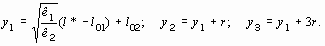 y₁ = √(ê₁/ê₂) (l* − l₀₁) + l₀₂;   y₂ = y₁ + r;   y₃ = y₁ + 3r.